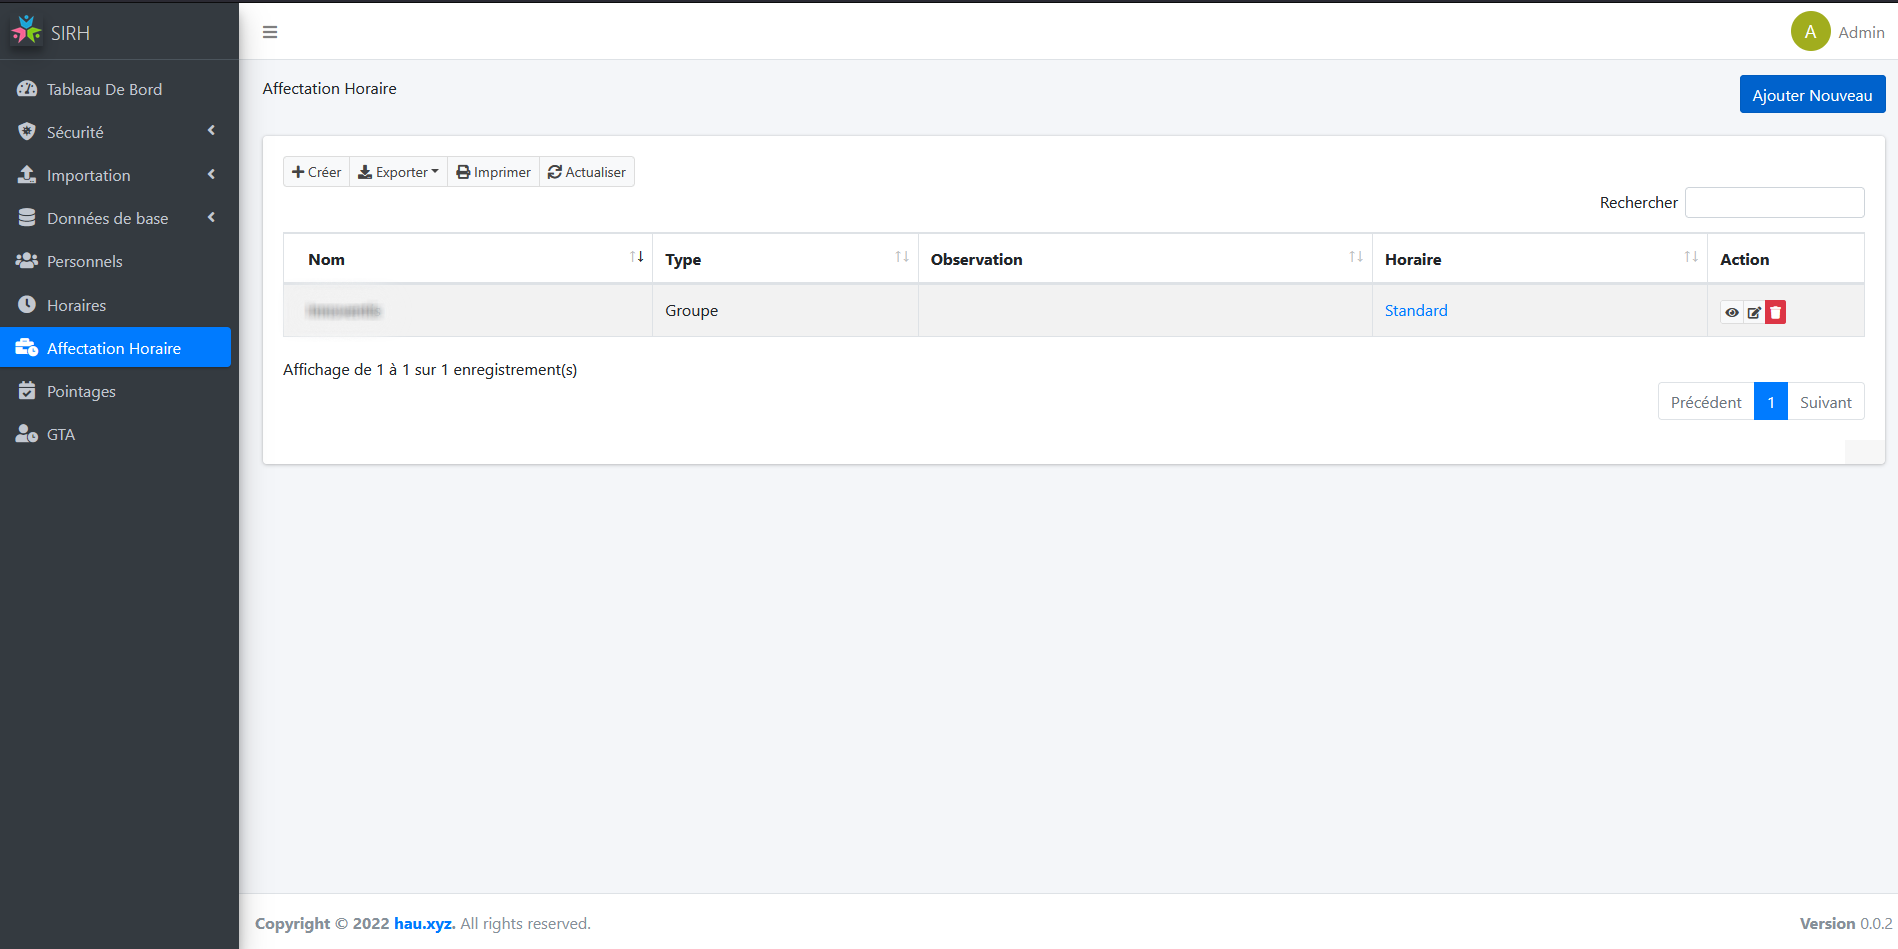 SIRH
Admin
Tableau De Bord
Sécurité
Importation
Données de base
Personnels
Horaires
Affectation Horaire
Pointages
GTA
Affectation Horaire
Ajouter Nouveau
Créer Exporter Imprimer Actualiser
Rechercher
Nom Type Observation Horaire Action
Groupe Standard
Affichage de 1 à 1 sur 1 enregistrement(s)
Précédent 1 Suivant
Copyright © 2022 hau.xyz. All rights reserved.
Version 0.0.2
A